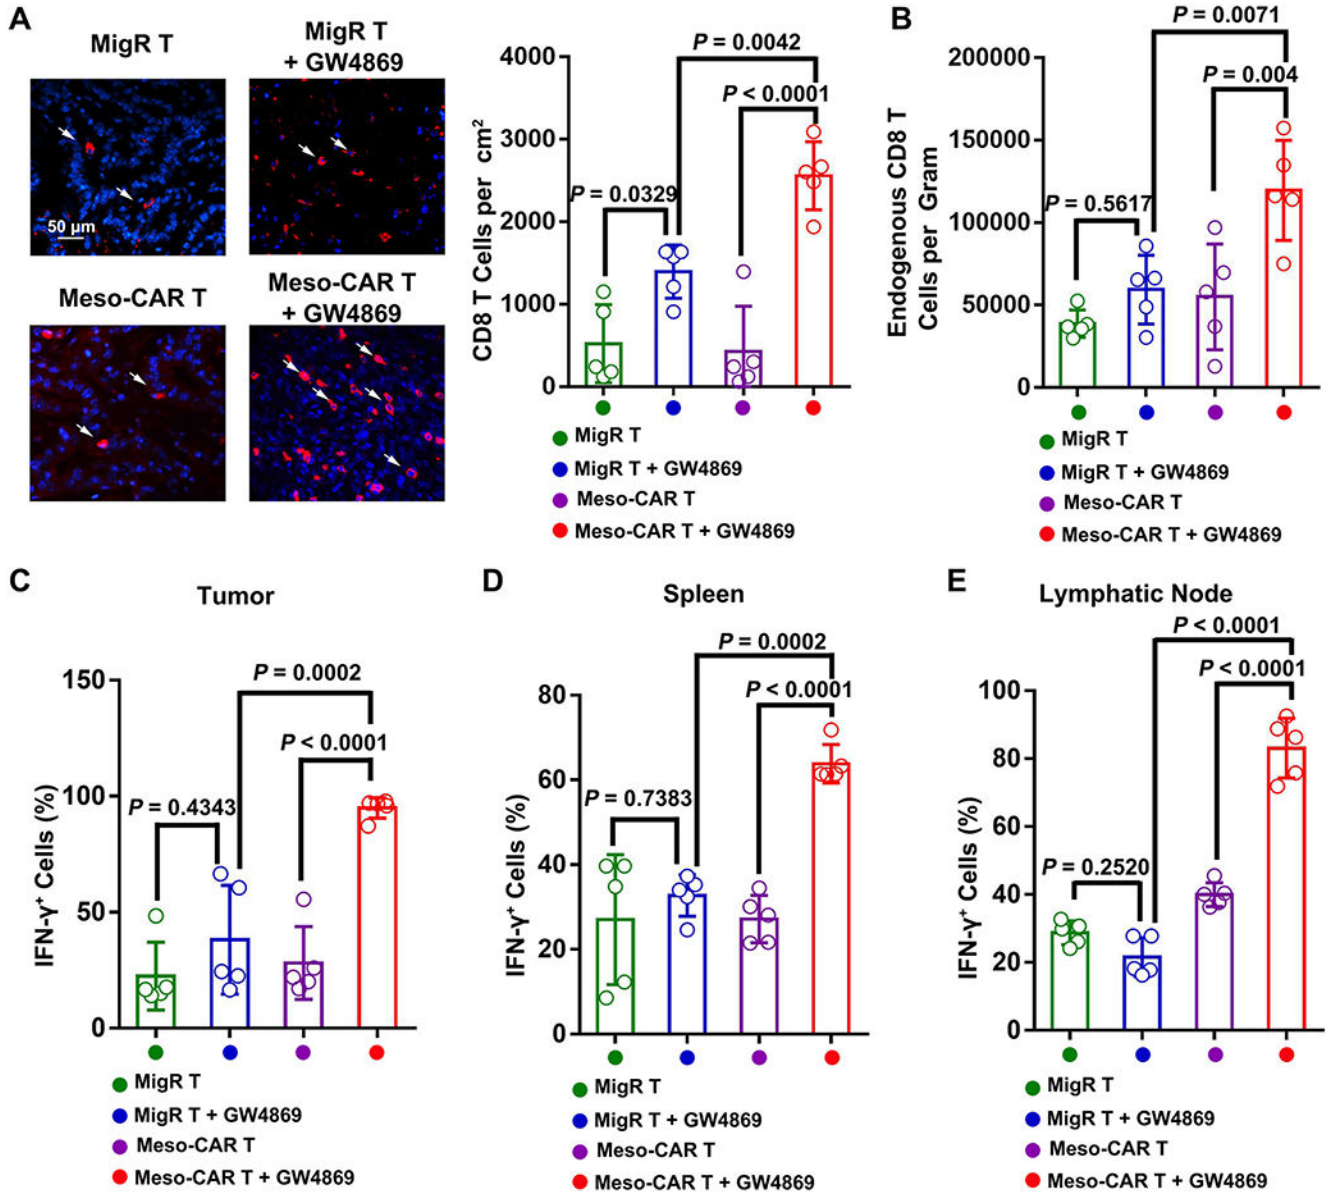 A
MigR T
MigR T
+ GW4869
50 µm
Meso-CAR T
Meso-CAR T
+ GW4869
CD8 T Cells per cm²
4000
3000
2000
1000
0
P = 0.0042
P < 0.0001
P = 0.0329
MigR T
MigR T + GW4869
Meso-CAR T
Meso-CAR T + GW4869
B
Endogenous CD8 T
Cells per Gram
200000
150000
100000
50000
0
P = 0.0071
P = 0.004
P = 0.5617
MigR T
MigR T + GW4869
Meso-CAR T
Meso-CAR T + GW4869
C
Tumor
IFN-γ⁺ Cells (%)
150
100
50
0
P = 0.0002
P < 0.0001
P = 0.4343
MigR T
MigR T + GW4869
Meso-CAR T
Meso-CAR T + GW4869
D
Spleen
IFN-γ⁺ Cells (%)
80
60
40
20
0
P = 0.0002
P < 0.0001
P = 0.7383
MigR T
MigR T + GW4869
Meso-CAR T
Meso-CAR T + GW4869
E
Lymphatic Node
IFN-γ⁺ Cells (%)
100
80
60
40
20
0
P < 0.0001
P < 0.0001
P = 0.2520
MigR T
MigR T + GW4869
Meso-CAR T
Meso-CAR T + GW4869